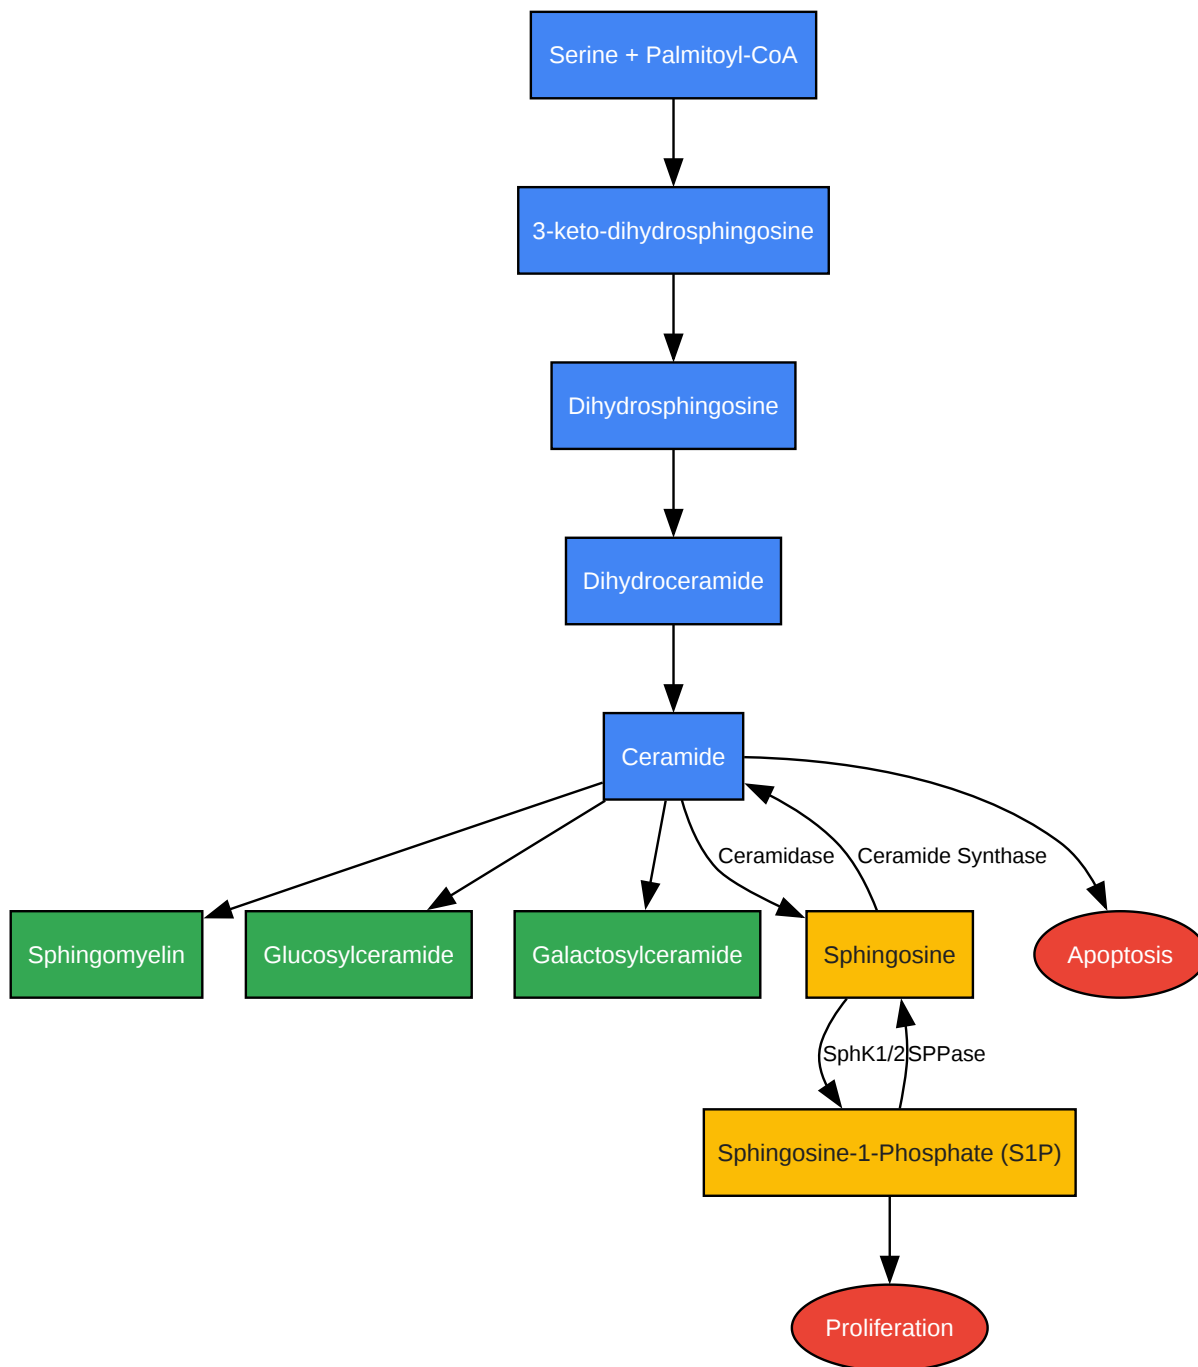 Serine + Palmitoyl-CoA
3-keto-dihydrosphingosine
Dihydrosphingosine
Dihydroceramide
Ceramide
Ceramidase
Ceramide Synthase
Sphingomyelin
Glucosylceramide
Galactosylceramide
Sphingosine
Apoptosis
SphK1/2
SPPase
Sphingosine-1-Phosphate (S1P)
Proliferation